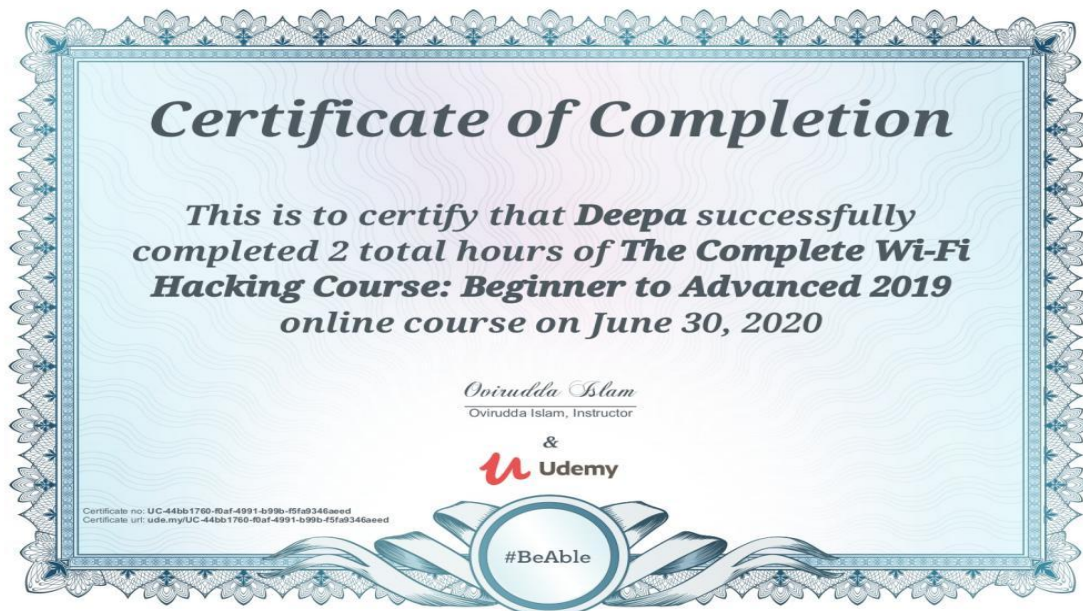 Certificate of Completion
This is to certify that Deepa successfully
completed 2 total hours of The Complete Wi-Fi
Hacking Course: Beginner to Advanced 2019
online course on June 30, 2020
Ovirudda Islam
Ovirudda Islam, Instructor
&
Udemy
Certificate no: UC-44bb1760-f0af-4991-b99b-f5fa9346aeed
Certificate url: ude.my/UC-44bb1760-f0af-4991-b99b-f5fa9346aeed
#BeAble